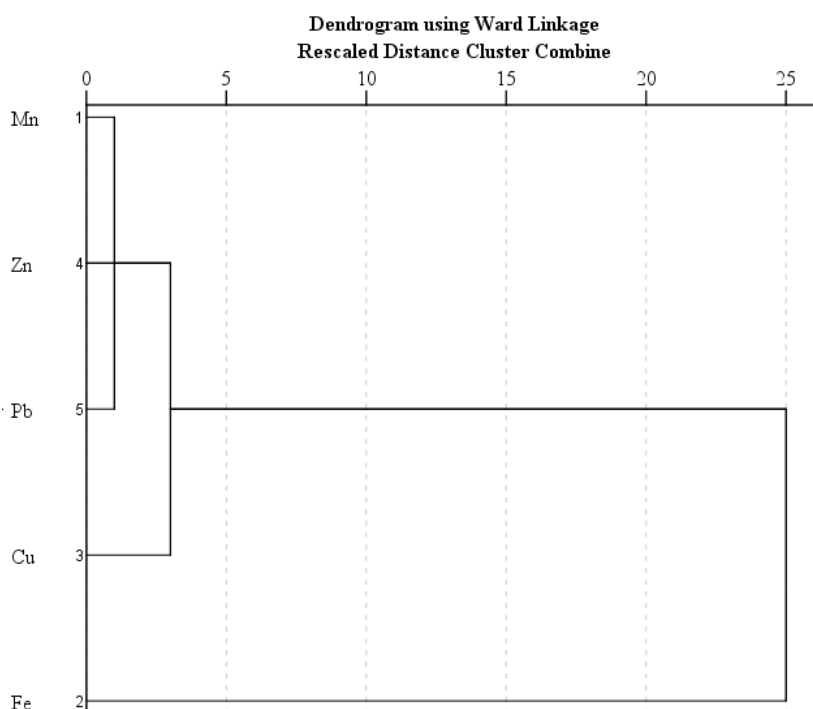 Dendrogram using Ward Linkage
Rescaled Distance Cluster Combine
0 5 10 15 20 25
Mn 1
Zn 4
Pb 5
Cu 3
Fe 2